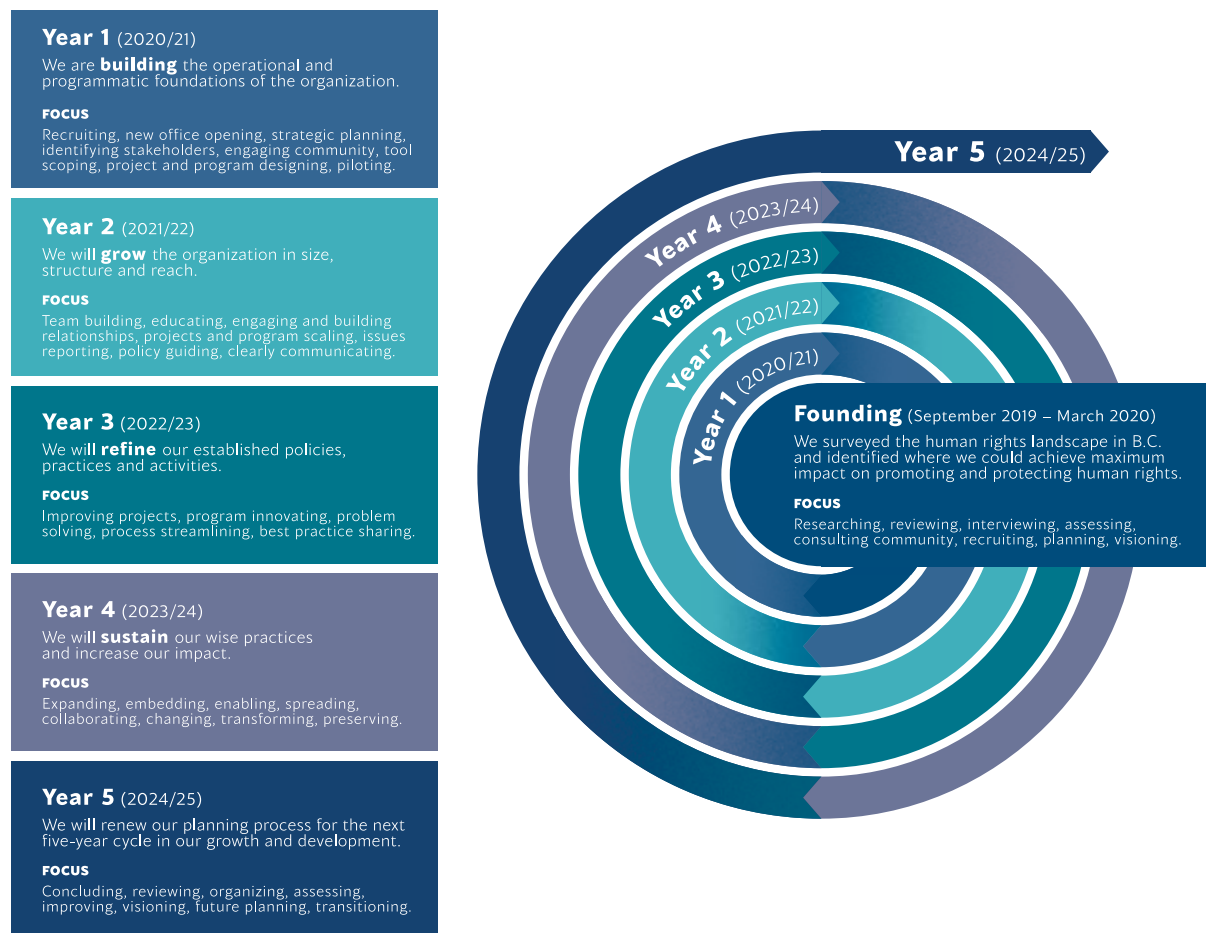 Year 1 (2020/21)
We are building the operational and
programmatic foundations of the organization.
FOCUS
Recruiting, new office opening, strategic planning,
identifying stakeholders, engaging community, tool
scoping, project and program designing, piloting.
Year 2 (2021/22)
We will grow the organization in size,
structure and reach.
FOCUS
Team building, educating, engaging and building
relationships, projects and program scaling, issues
reporting, policy guiding, clearly communicating.
Year 3 (2022/23)
We will refine our established policies,
practices and activities.
FOCUS
Improving projects, program innovating, problem
solving, process streamlining, best practice sharing.
Year 4 (2023/24)
We will sustain our wise practices
and increase our impact.
FOCUS
Expanding, embedding, enabling, spreading,
collaborating, changing, transforming, preserving.
Year 5 (2024/25)
We will renew our planning process for the next
five-year cycle in our growth and development.
FOCUS
Concluding, reviewing, organizing, assessing,
improving, visioning, future planning, transitioning.
Year 5 (2024/25)
Year 4 (2023/24)
Year 3 (2022/23)
Year 2 (2021/22)
Year 1 (2020/21)
Founding (September 2019 – March 2020)
We surveyed the human rights landscape in B.C.
and identified where we could achieve maximum
impact on promoting and protecting human rights.
FOCUS
Researching, reviewing, interviewing, assessing,
consulting community, recruiting, planning, visioning.